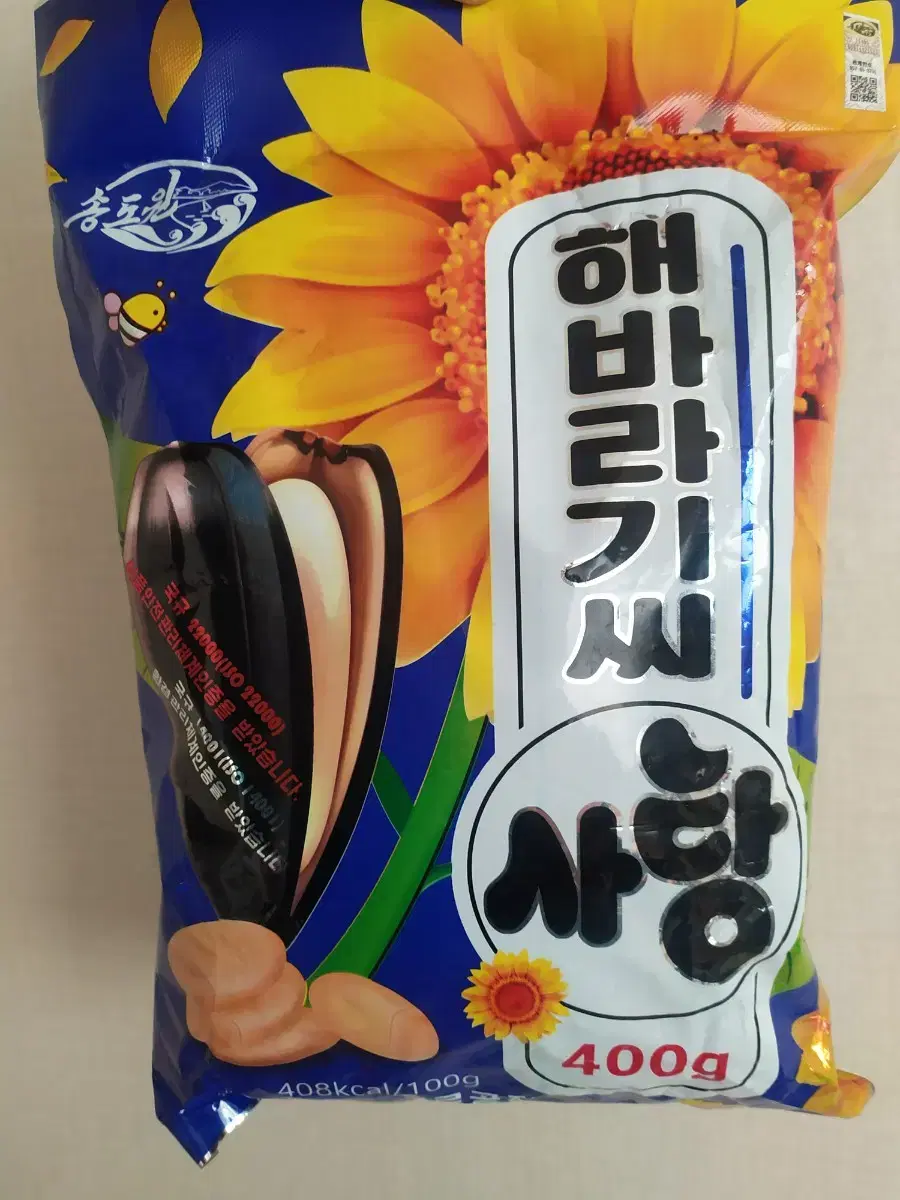 송도원
해바라기씨
사탕
국규 22000(ISO 22000)
식품안전관리체계인증을 받았습니다.
국규 14001(ISO 14001)
환경관리체계인증을 받았습니다
400g
408kcal/100g